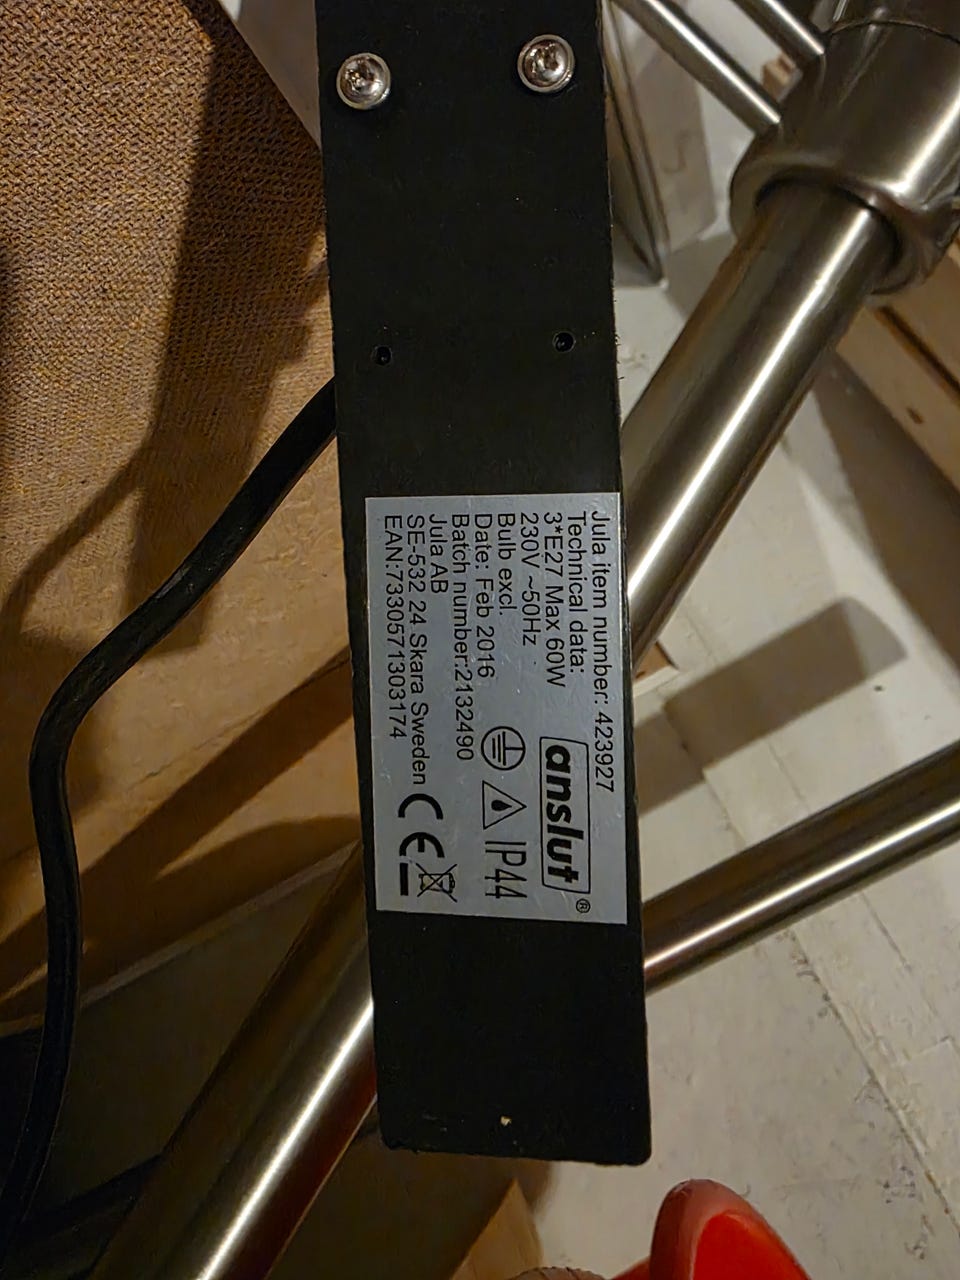 Jula item number: 423927
Technical data:
3*E27 Max 60W
230V ~50Hz
Bulb excl.
Date: Feb 2016
Batch number:2132490
Jula AB
SE-532 24 Skara Sweden
EAN:7330571303174
anslut®
IP44
CE